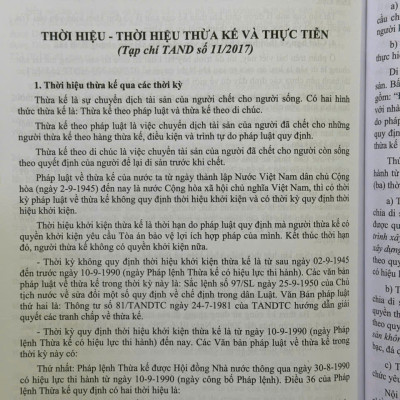 THỜI HIỆU - THỜI HIỆU THỪA KẾ VÀ THỰC TIỄN
(Tạp chí TAND số 11/2017)
1. Thời hiệu thừa kế qua các thời kỳ
Thừa kế là sự chuyển dịch tài sản của người chết cho người sống. Có hai hình
thức thừa kế là: Thừa kế theo pháp luật và thừa kế theo di chúc.
Thừa kế theo pháp luật là việc chuyển dịch tài sản của người đã chết cho những
người thừa kế theo hàng thừa kế, điều kiện và trình tự do pháp luật quy định.
Thừa kế theo di chúc là việc chuyển dịch tài sản của người đã chết cho người còn sống
theo quyết định của người để lại di sản trước khi chết.
Pháp luật về thừa kế của nước ta từ ngày thành lập Nước Việt Nam dân chủ Cộng
hòa (ngày 2-9-1945) đến nay là nước Cộng hòa xã hội chủ nghĩa Việt Nam, thì có thời
kỳ pháp luật về thừa kế không quy định thời hiệu khởi kiện và có thời kỳ quy định thời
hiệu khởi kiện.
Thời hiệu khởi kiện thừa kế là thời hạn do pháp luật quy định mà người thừa kế có
quyền khởi kiện yêu cầu Tòa án bảo vệ lợi ích hợp pháp của mình. Kết thúc thời hạn
đó, người thừa kế không có quyền khởi kiện nữa.
- Thời kỳ không quy định thời hiệu khởi kiện thừa kế là từ sau ngày 02-9-1945
đến trước ngày 10-9-1990 (ngày Pháp lệnh Thừa kế có hiệu lực thi hành). Các văn bản
pháp luật về thừa kế trong thời kỳ này là: Sắc lệnh số 97/SL ngày 25-9-1950 của Chủ
tịch nước về sửa đổi một số quy định về chế định trong dân Luật. Văn Bản pháp luật
thứ hai là: Thông tư số 81/TANDTC ngày 24-7-1981 của TANDTC hướng dẫn giải
quyết các tranh chấp về thừa kế.
- Thời kỳ quy định thời hiệu khởi kiện thừa kế là từ ngày 10-9-1990 (ngày Pháp
lệnh Thừa kế có hiệu lực thi hành) đến nay. Các Văn bản pháp luật về thừa kế trong
thời kỳ này có:
Thứ nhất: Pháp Lệnh Thừa kế được Hội đồng Nhà nước thông qua ngày 30-8-1990
có hiệu lực thi hành từ ngày 10-9-1990 (ngày công bố Pháp lệnh). Điều 36 của Pháp
lệnh Thừa kế quy định có hai thời hiệu là: